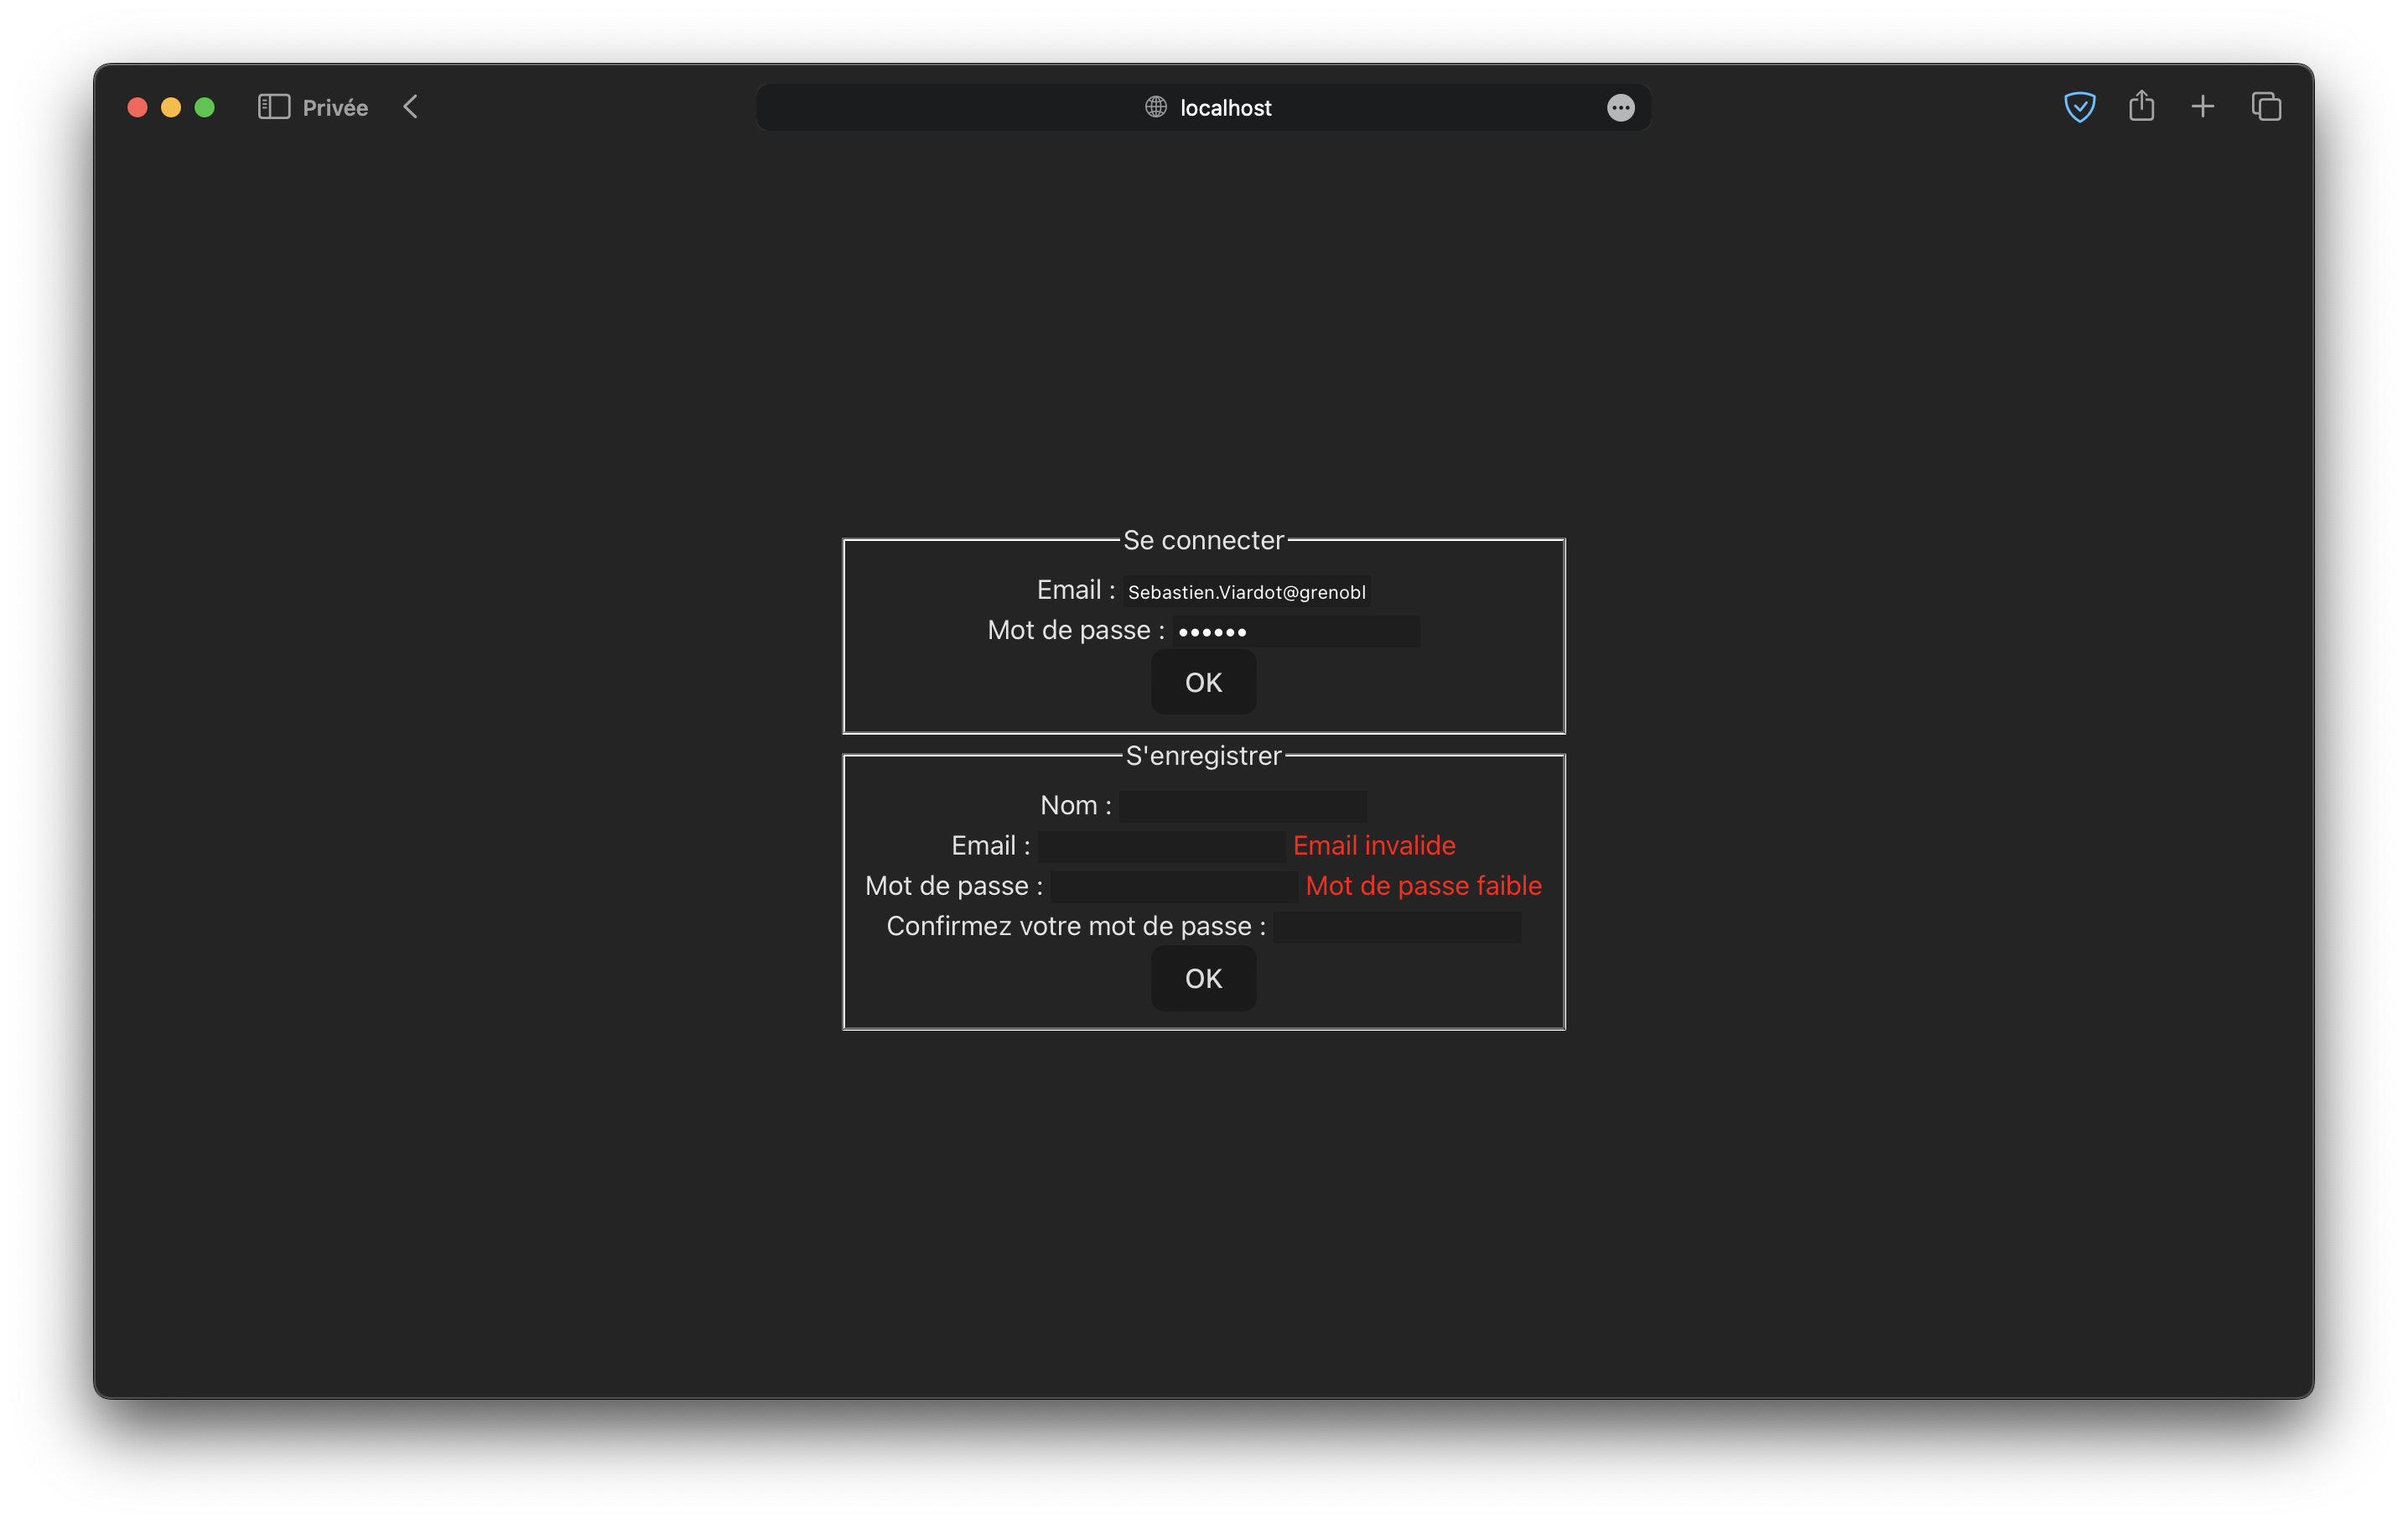 Privée localhost
Se connecter
Email : Sebastien.Viardot@grenobl
Mot de passe : ••••••
OK
S'enregistrer
Nom :
Email : Email invalide
Mot de passe : Mot de passe faible
Confirmez votre mot de passe :
OK